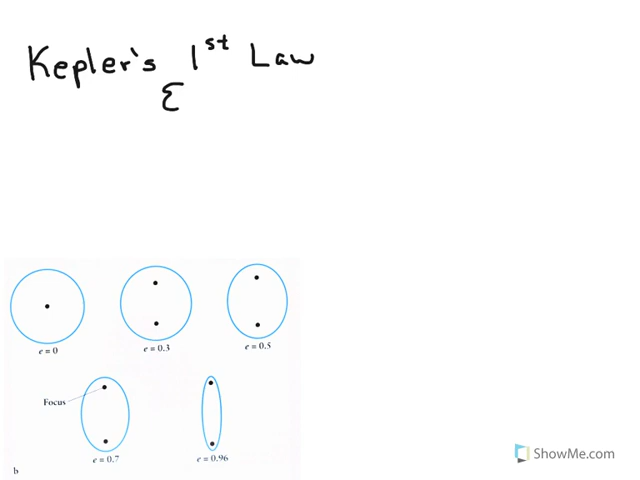 Kepler's 1st Law
E
e = 0
e = 0.3
e = 0.5
Focus
e = 0.7
e = 0.96
b
ShowMe.com